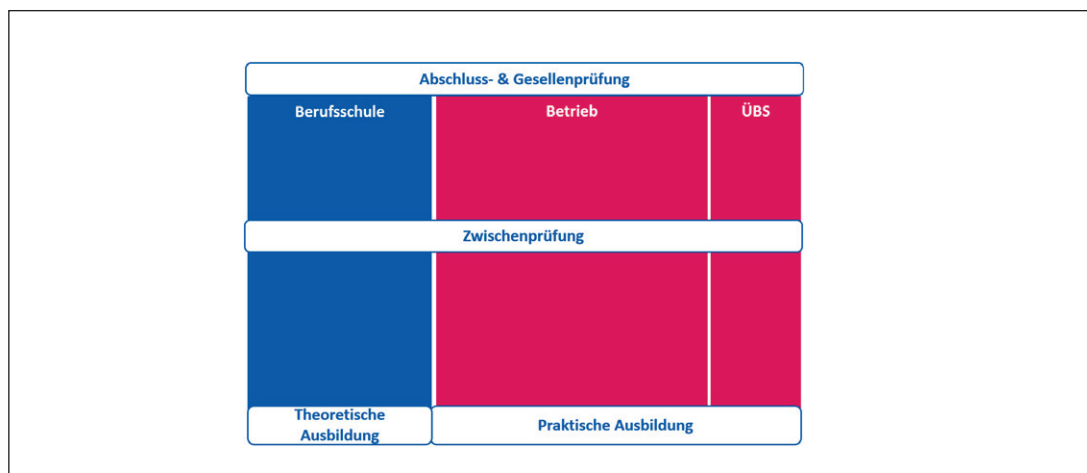 Abschluss- & Gesellenprüfung
Berufsschule
Betrieb
ÜBS
Zwischenprüfung
Theoretische
Ausbildung
Praktische Ausbildung